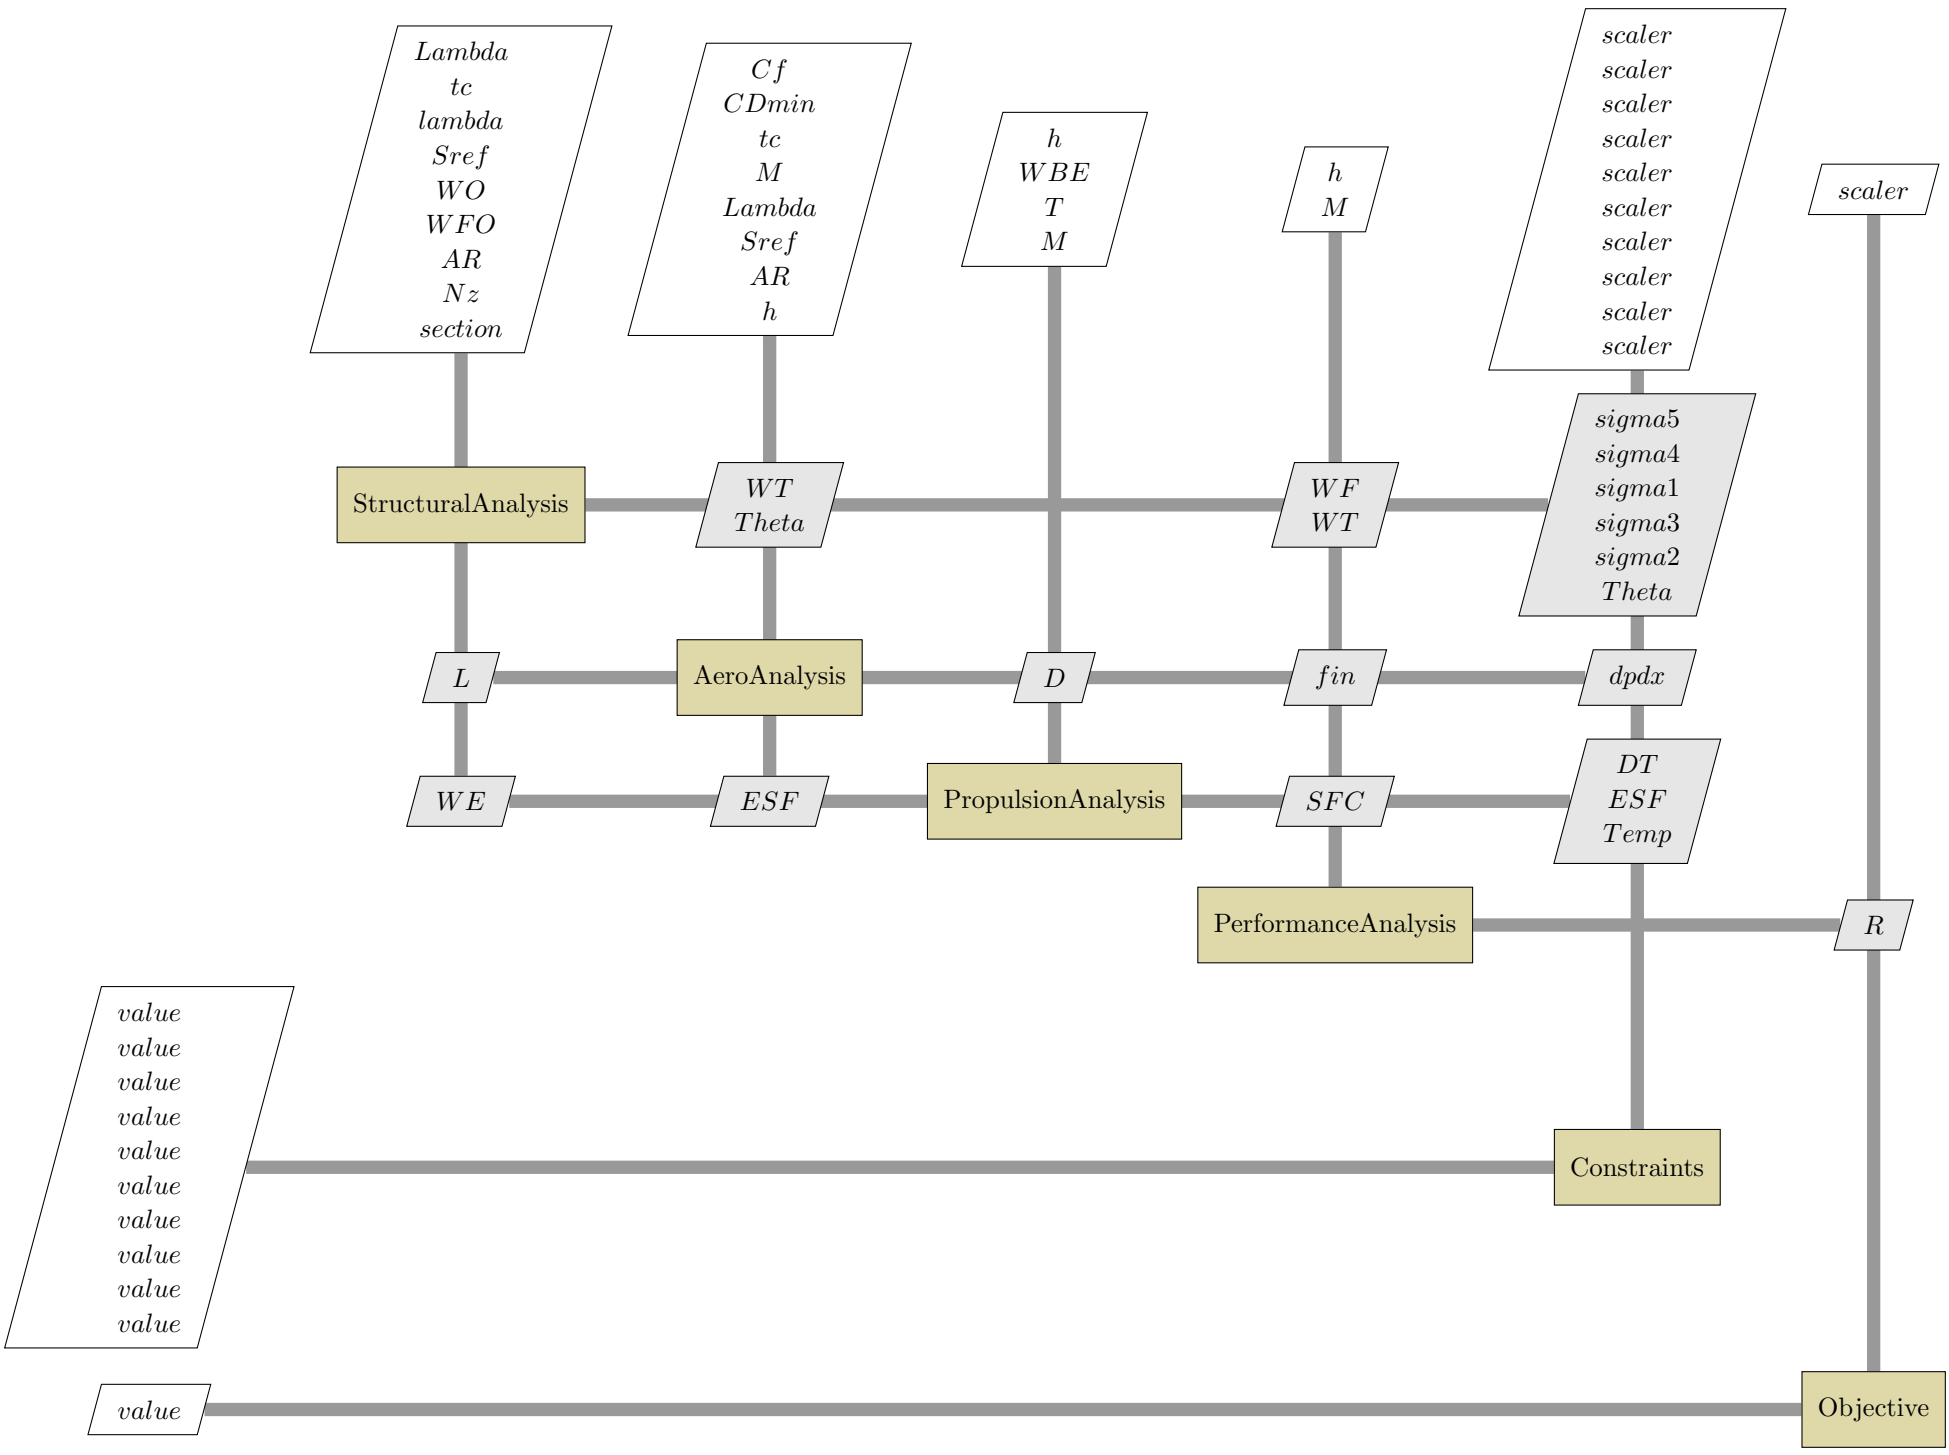 Lambda
tc
lambda
Sref
WO
WFO
AR
Nz
section
Cf
CDmin
tc
M
Lambda
Sref
AR
h
h
WBE
T
M
h
M
scaler
scaler
scaler
scaler
scaler
scaler
scaler
scaler
scaler
scaler
scaler
StructuralAnalysis
WT
Theta
WF
WT
sigma5
sigma4
sigma1
sigma3
sigma2
Theta
L
AeroAnalysis
D
fin
dpdx
WE
ESF
PropulsionAnalysis
SFC
DT
ESF
Temp
PerformanceAnalysis
R
value
value
value
value
value
value
value
value
value
value
Constraints
value
Objective